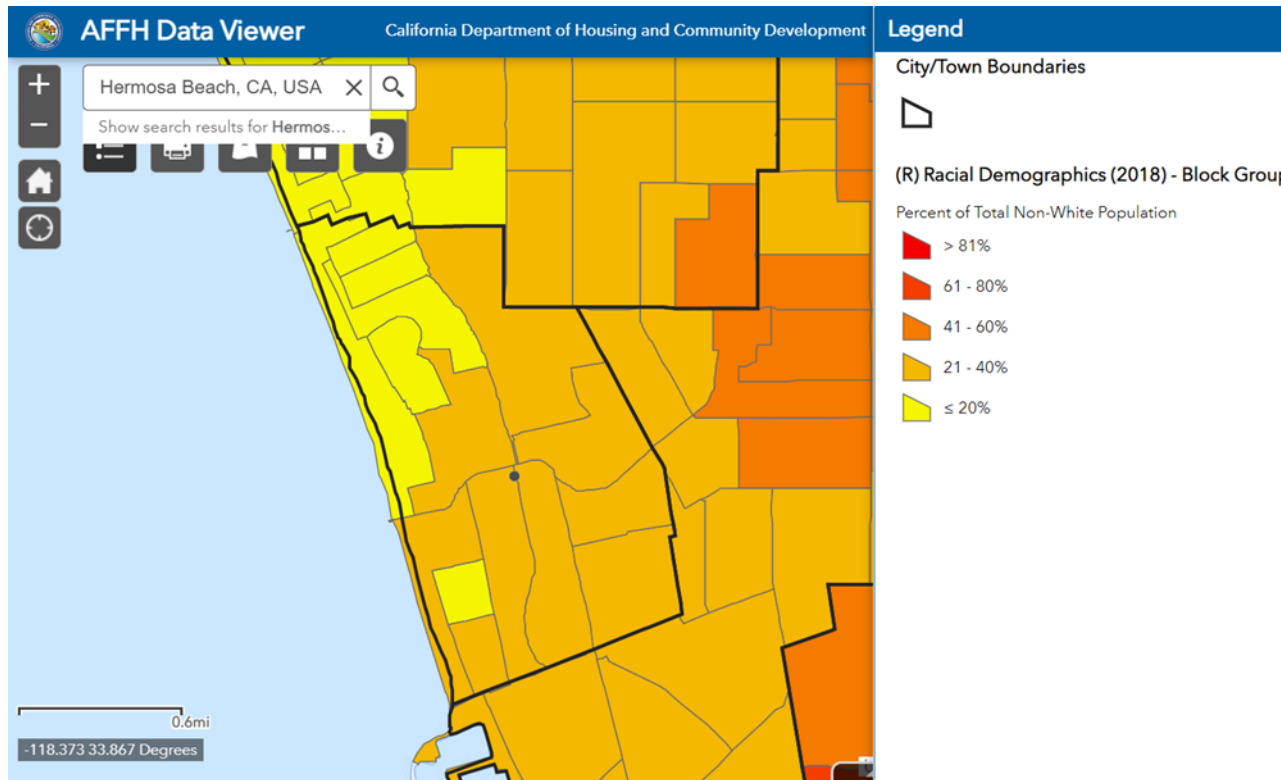 AFFH Data Viewer
California Department of Housing and Community Development
Legend
+
Hermosa Beach, CA, USA
Show search results for Hermos...
−
i
City/Town Boundaries
(R) Racial Demographics (2018) - Block Group
Percent of Total Non-White Population
> 81%
61 - 80%
41 - 60%
21 - 40%
≤ 20%
0.6mi
-118.373 33.867 Degrees